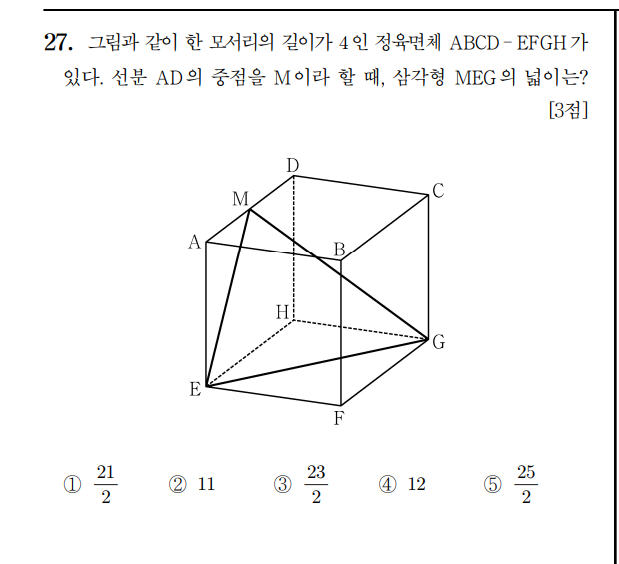 27. 그림과 같이 한 모서리의 길이가 4인 정육면체 ABCD-EFGH가
있다. 선분 AD의 중점을 M이라 할 때, 삼각형 MEG의 넓이는?
[3점]
D
C
M
A
B
H
G
E
F
① 21/2 ② 11 ③ 23/2 ④ 12 ⑤ 25/2